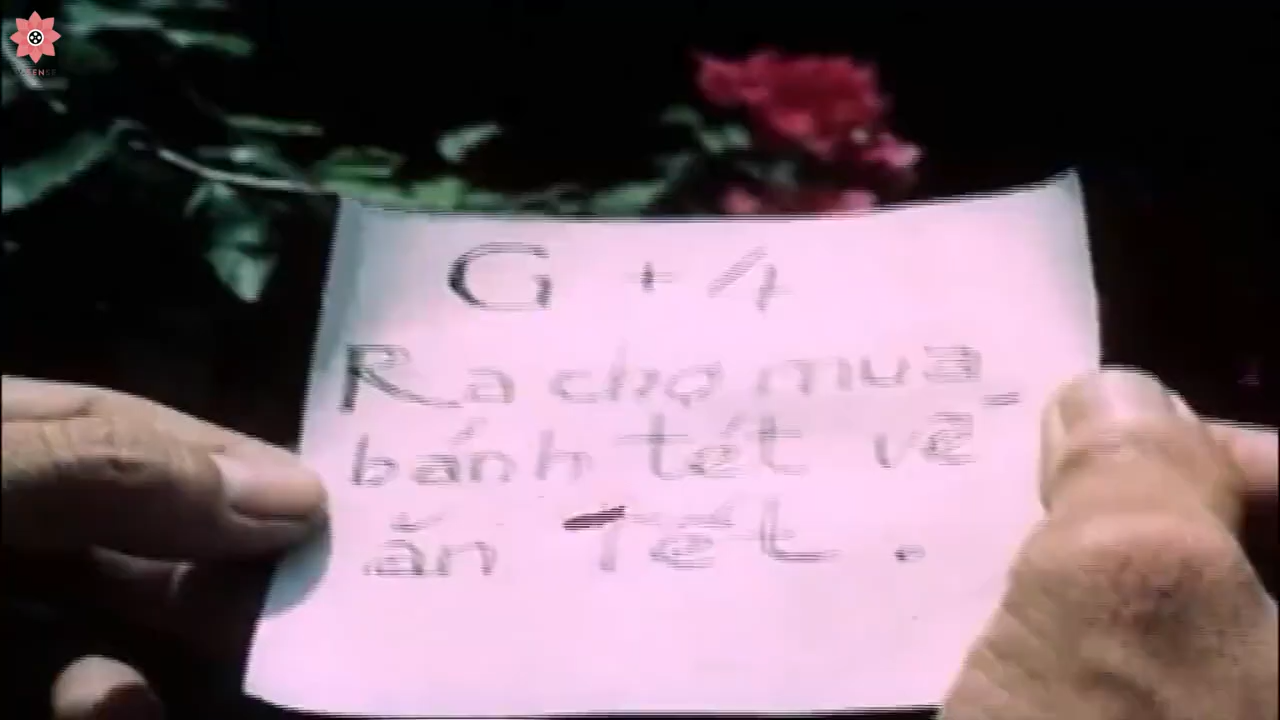 G + 4
Ra chợ mua
bánh tét về
ăn Tết.